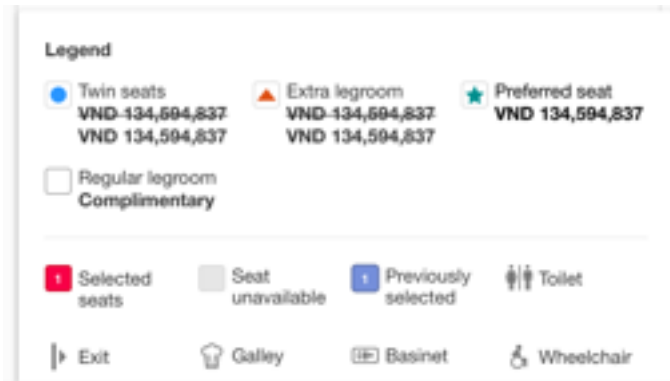 Legend
Twin seats
VND 134,594,837
VND 134,594,837
Extra legroom
VND 134,594,837
VND 134,594,837
Preferred seat
VND 134,594,837
Regular legroom
Complimentary
1 Selected
seats
Seat
unavailable
1 Previously
selected
Toilet
Exit
Galley
Basinet
Wheelchair